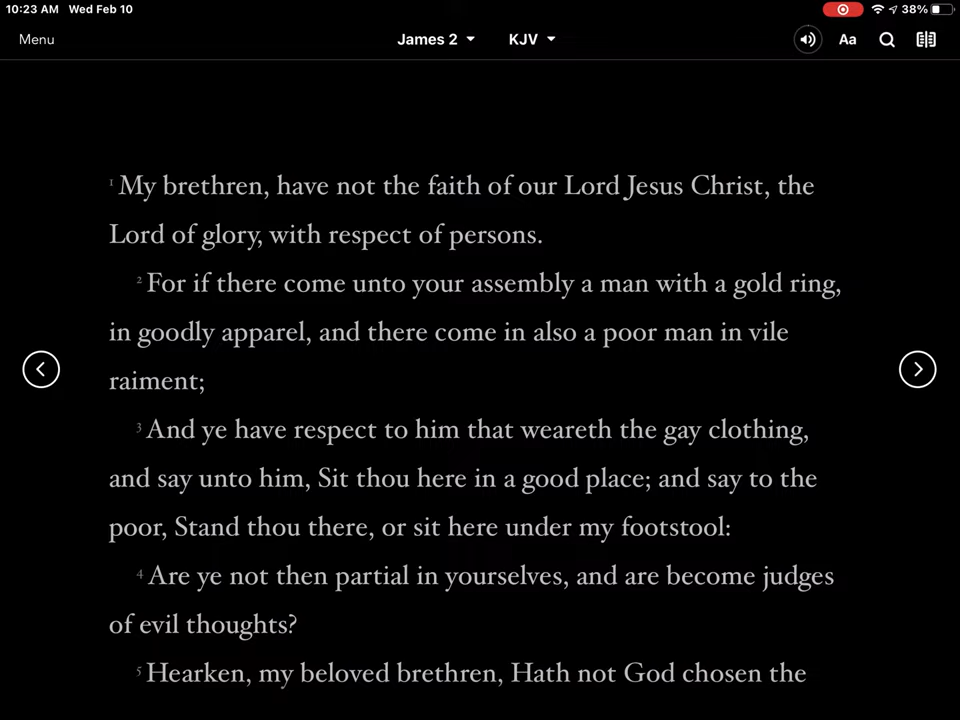 10:23 AM Wed Feb 10 38%
Menu James 2 KJV Aa
1 My brethren, have not the faith of our Lord Jesus Christ, the
Lord of glory, with respect of persons.
2 For if there come unto your assembly a man with a gold ring,
in goodly apparel, and there come in also a poor man in vile
raiment;
3 And ye have respect to him that weareth the gay clothing,
and say unto him, Sit thou here in a good place; and say to the
poor, Stand thou there, or sit here under my footstool:
4 Are ye not then partial in yourselves, and are become judges
of evil thoughts?
5 Hearken, my beloved brethren, Hath not God chosen the